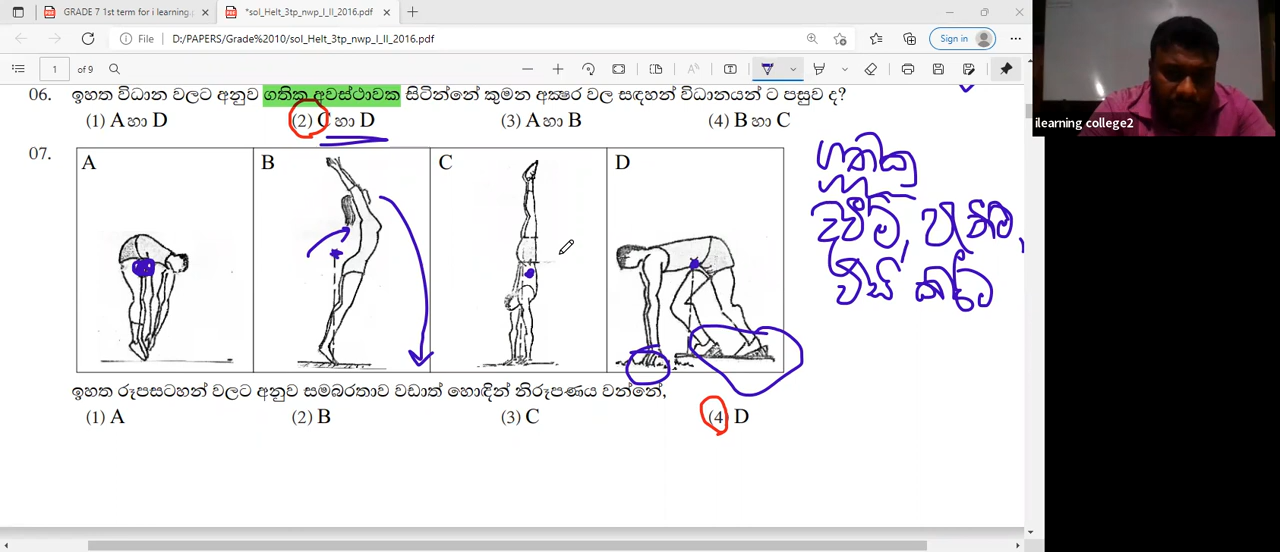 GRADE 7 1st term for i learning.p
*sol_Helt_3tp_nwp_I_II_2016.pdf
File D:/PAPERS/Grade%2010/sol_Helt_3tp_nwp_I_II_2016.pdf
Sign in
1 of 9
06. ඉහත විධාන වලට අනුව ගතික අවස්ථාවක සිටින්නේ කුමන අක්‍ෂර වල සඳහන් විධානයන් ට පසුව ද?
(1) A හා D (2) C හා D (3) A හා B (4) B හා C
ilearning college2
07. A B C D
ගතික
දුවීම, පැනීම,
විසි කිරීම
ඉහත රූපසටහන් වලට අනුව සමබරතාව වඩාත් හොඳින් නිරූපණය වන්නේ,
(1) A (2) B (3) C (4) D